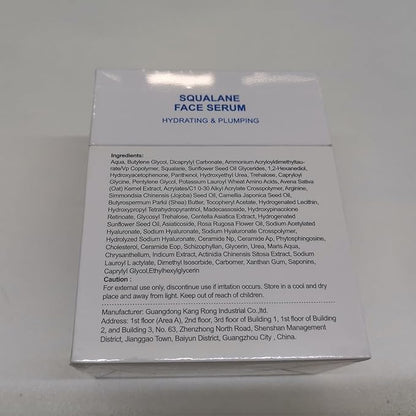 SQUALANE
FACE SERUM
HYDRATING & PLUMPING
Ingredients:
Aqua, Butylene Glycol, Dicaprylyl Carbonate, Ammonium Acryloyldimethyltau-
rate/Vp Copolymer, Squalane, Sunflower Seed Oil Glycerides, 1,2-Hexanediol,
Hydroxyacetophenone, Panthenol, Hydroxyethyl Urea, Trehalose, Caprylyl
Glycine, Pentylene Glycol, Potassium Lauroyl Wheat Amino Acids, Avena Sativa
(Oat) Kernel Extract, Acrylates/C1 0-30 Alkyl Acrylate Crosspolymer, Arginine,
Simmondsia Chinensis (Jojoba) Seed Oil, Camellia Japonica Seed Oil,
Butyrospermum Parkii (Shea) Butter, Tocopheryl Acetate, Hydrogenated Lecithin,
Hydroxypropyl Tetrahydropyrantriol, Madecassoside, Hydroxypinacolone
Retinoate, Glycosyl Trehalose, Centella Asiatica Extract, Hydrogenated
Sunflower Seed Oil, Asiaticoside, Rosa Rugosa Flower Oil, Sodium Acetylated
Hyaluronate, Sodium Hyaluronate, Sodium Hyaluronate Crosspolymer,
Hydrolyzed Sodium Hyaluronate, Ceramide Np, Ceramide Ap, Phytosphingosine,
Cholesterol, Ceramide Eop, Schizophyllan, Glycerin, Urea, Maris Aqua,
Chrysanthellum Indicum Extract, Actinidia Chinensis Extract, Sodium
Lauroyl L actylate, Dimethyl Isosorbide, Carbomer, Xanthan Gum, Saponins,
Caprylyl Glycol,Ethylhexylglycerin
Caution :
For external use only, discontinue use if irritation occurs. Store in a cool and dry
place and away from light. Keep out of reach of children.
Manufacturer: Guangdong Kang Rong Industrial Co.,ltd.
Address: 1st floor (Area A), 2nd floor, 3rd floor of Building 1, 1st floor of Building
2, and Building 3, No. 63, Zhenzhong North Road, Shenshan Management
District, Jianggao Town, Baiyun District, Guangzhou City , China.